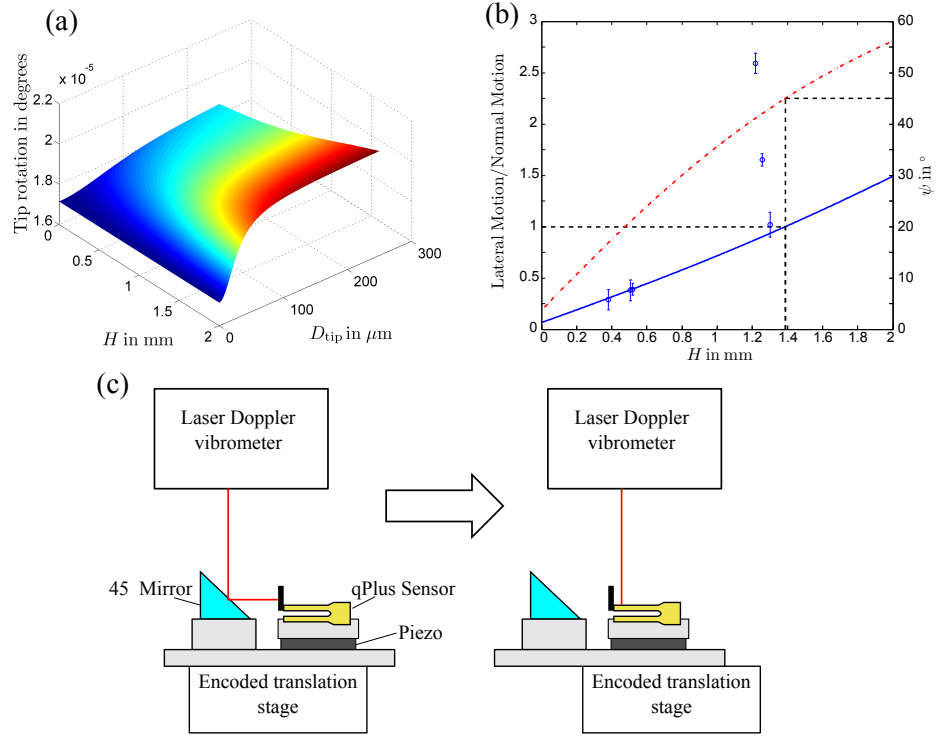 (a)
Tip rotation in degrees
x 10⁻⁵
2.2
2
1.8
1.6
0
0.5
1
1.5
2
H in mm
0
100
200
300
D_tip in μm
(b)
Lateral Motion/Normal Motion
3
2.5
2
1.5
1
0.5
0
0
0.2
0.4
0.6
0.8
1
1.2
1.4
1.6
1.8
2
H in mm
60
50
40
30
20
10
0
ψ in °
(c)
Laser Doppler
vibrometer
45 Mirror
qPlus Sensor
Piezo
Encoded translation
stage
Laser Doppler
vibrometer
Encoded translation
stage